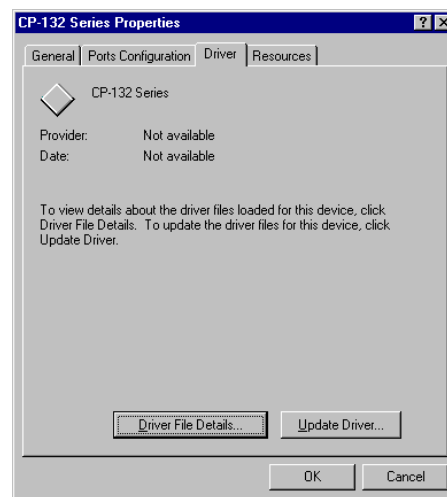 CP-132 Series Properties
General Ports Configuration Driver Resources
CP-132 Series
Provider: Not available
Date: Not available
To view details about the driver files loaded for this device, click
Driver File Details. To update the driver files for this device, click
Update Driver.
Driver File Details... Update Driver...
OK Cancel